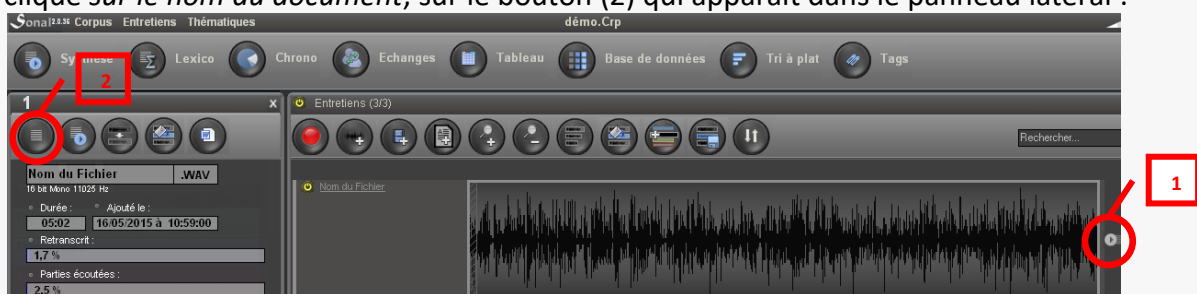 cliqué sur le nom du document, sur le bouton (2) qui apparait dans le panneau latéral :
Sonal 2.0.36 Corpus Entretiens Thématiques démo.Crp
Synthèse Lexico Chrono Echanges Tableau Base de données Tri à plat Tags
2
1 x Entretiens (3/3)
Rechercher...
Nom du Fichier .WAV
16 bit Mono 11025 Hz
Nom du Fichier
1
Durée : Ajouté le :
05:02 16/05/2015 à 10:59:00
Retranscrit :
1,7 %
Parties écoutées :
2,5 %